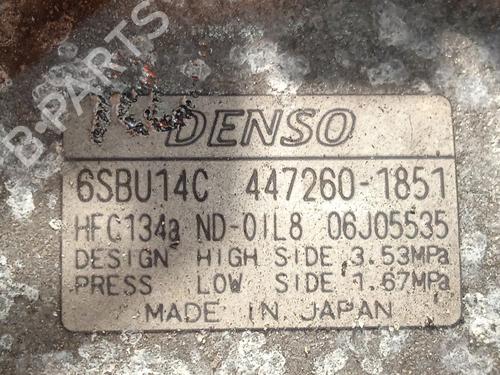 B-PARTS
DENSO
6SBU14C 447260-1851
HFC134a ND-OIL8 06J05535
DESIGN HIGH SIDE 3.53MPa
PRESS LOW SIDE 1.67MPa
MADE IN JAPAN